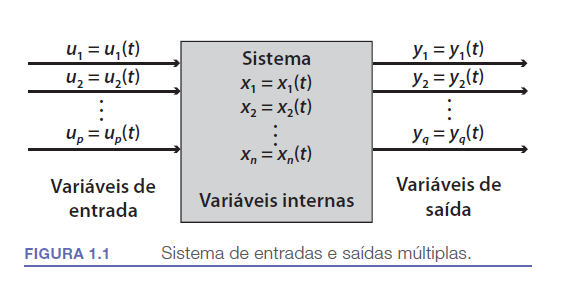 u₁ = u₁(t)
u₂ = u₂(t)
⋮
uₚ = uₚ(t)
Variáveis de
entrada
Sistema
x₁ = x₁(t)
x₂ = x₂(t)
⋮
xₙ = xₙ(t)
Variáveis internas
y₁ = y₁(t)
y₂ = y₂(t)
⋮
y_q = y_q(t)
Variáveis de
saída
FIGURA 1.1 Sistema de entradas e saídas múltiplas.